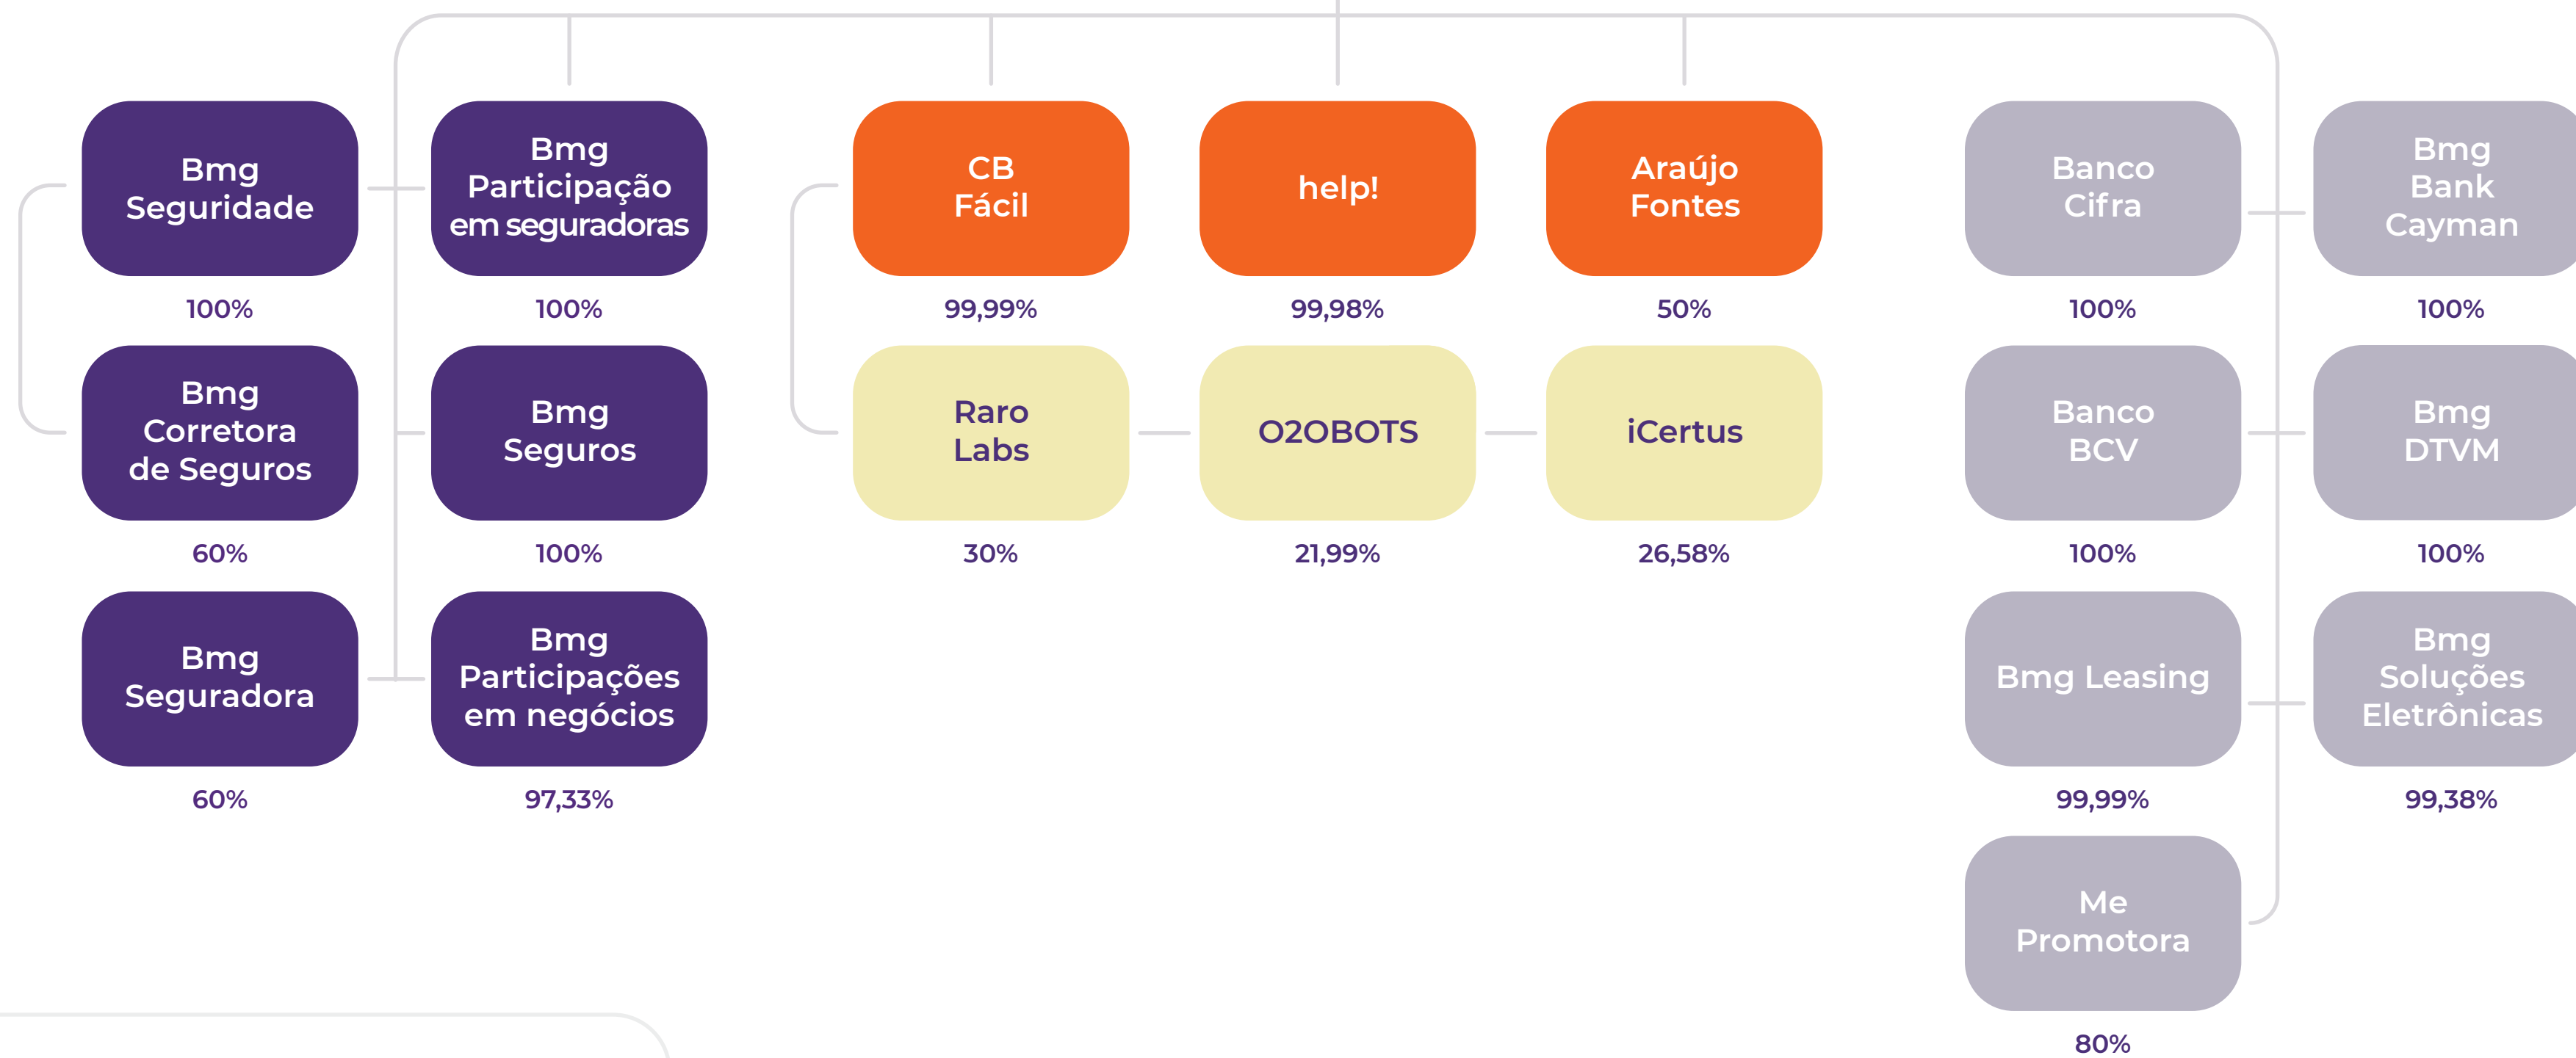 Bmg
Seguridade
100%
Bmg
Participação
em seguradoras
100%
CB
Fácil
99,99%
help!
99,98%
Araújo
Fontes
50%
Banco
Cifra
100%
Bmg
Bank
Cayman
100%
Bmg
Corretora
de Seguros
60%
Bmg
Seguros
100%
Raro
Labs
30%
O2OBOTS
21,99%
iCertus
26,58%
Banco
BCV
100%
Bmg
DTVM
100%
Bmg
Seguradora
60%
Bmg
Participações
em negócios
97,33%
Bmg Leasing
99,99%
Bmg
Soluções
Eletrônicas
99,38%
Me
Promotora
80%